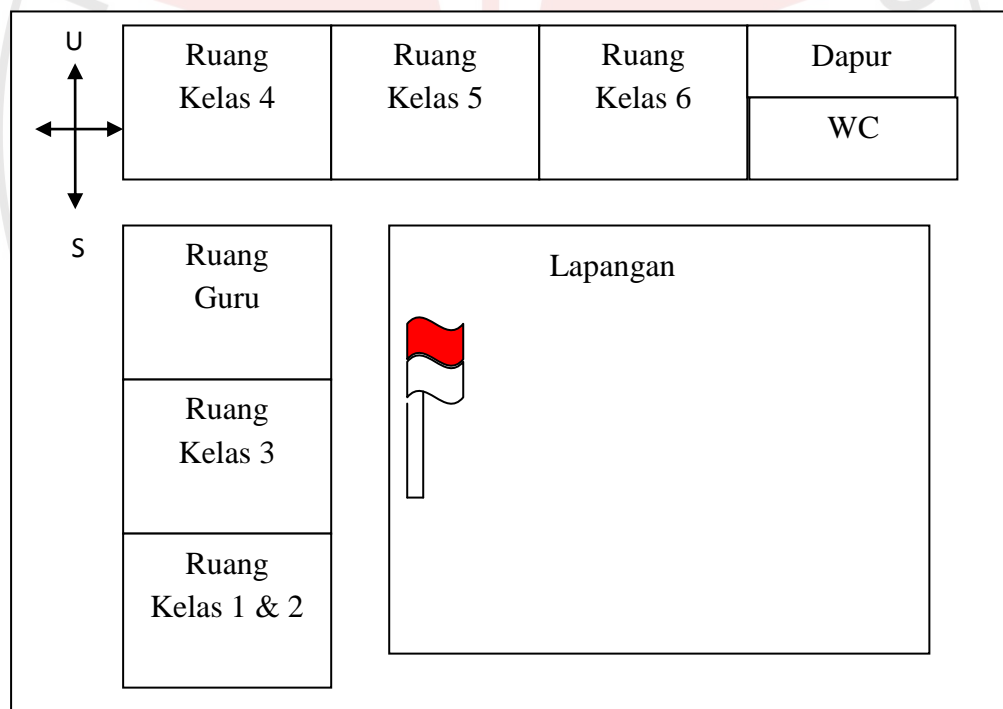 U
S
Ruang
Kelas 4
Ruang
Kelas 5
Ruang
Kelas 6
Dapur
WC
Ruang
Guru
Lapangan
Ruang
Kelas 3
Ruang
Kelas 1 & 2